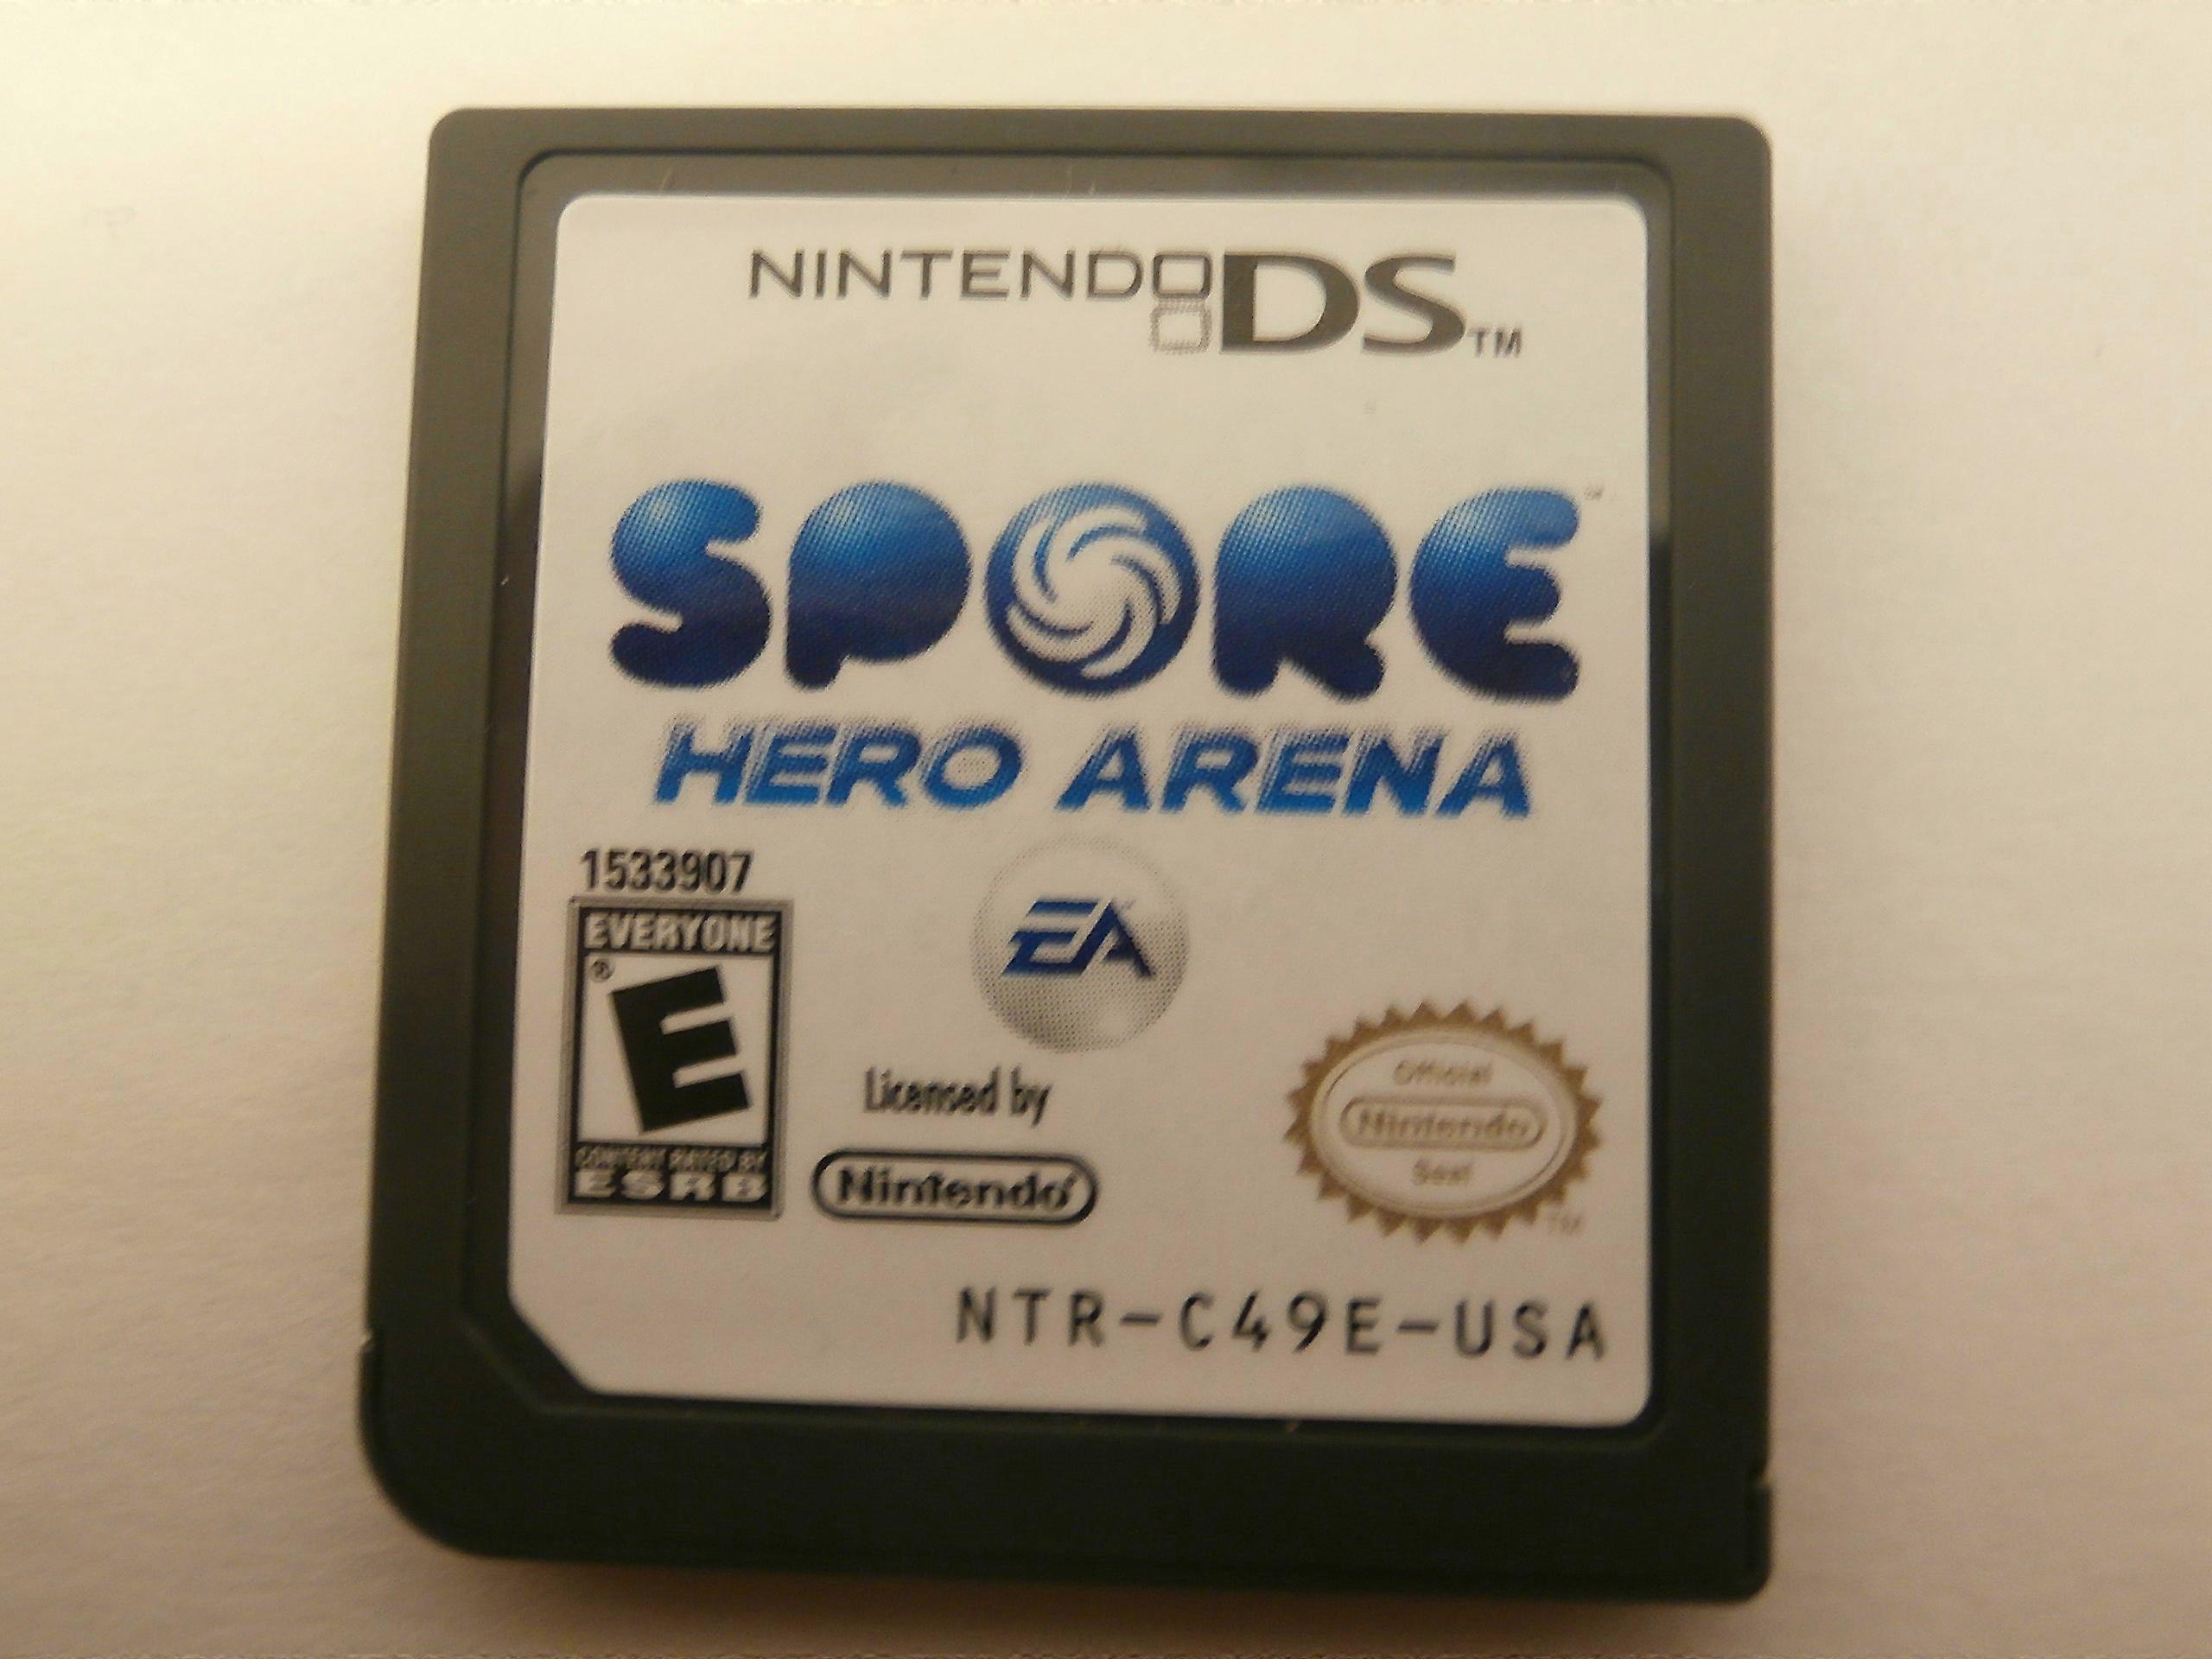 NINTENDO DS™
SPORE™
HERO ARENA
1533907
EVERYONE
®
E
CONTENT RATED BY
ESRB
EA
Licensed by
Nintendo®
Official
Nintendo
Seal
TM
NTR-C49E-USA